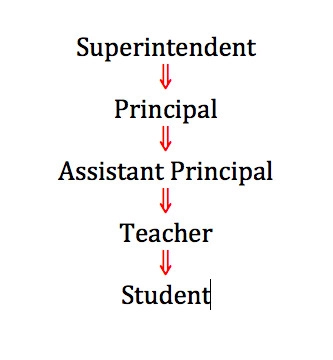 Superintendent
⇓
Principal
⇓
Assistant Principal
⇓
Teacher
⇓
Student